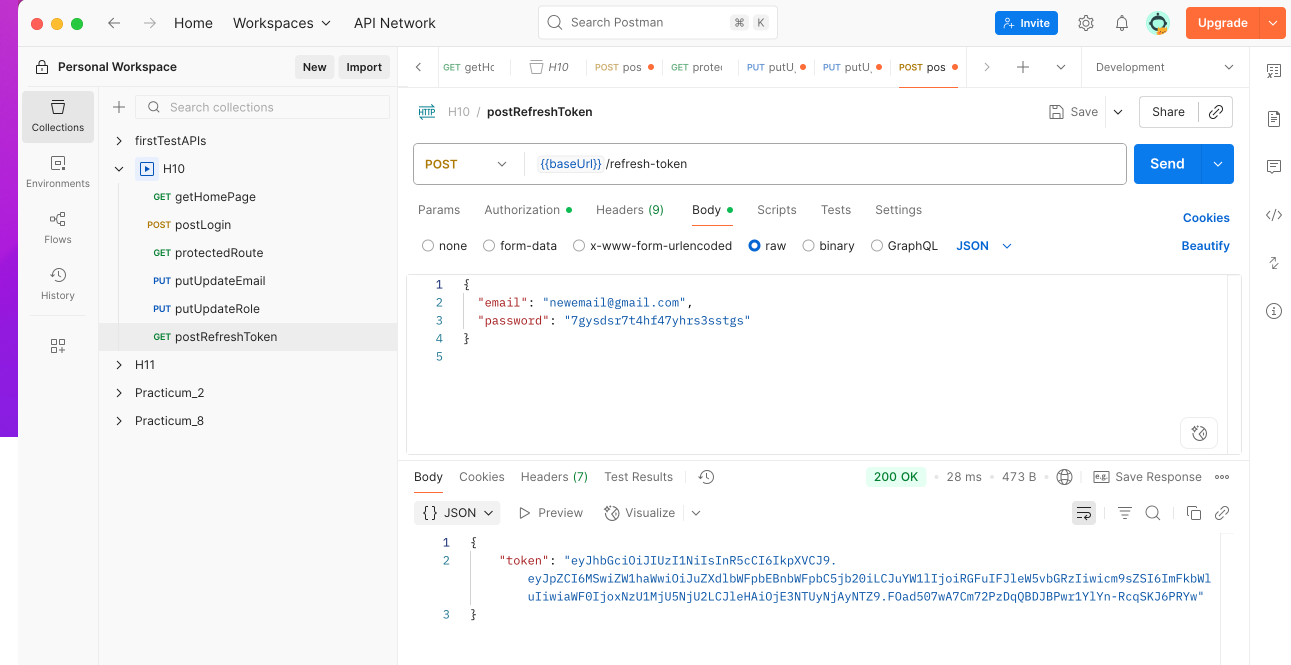 Home Workspaces API Network Search Postman ⌘ K Invite Upgrade
Personal Workspace New Import
GET getHc H10 POST pos GET prote PUT putU PUT putU POST pos Development
Collections
Environments
Flows
History
Search collections
firstTestAPIs
H10
GET getHomePage
POST postLogin
GET protectedRoute
PUT putUpdateEmail
PUT putUpdateRole
GET postRefreshToken
H11
Practicum_2
Practicum_8
HTTP H10 / postRefreshToken Save Share
POST {{baseUrl}} /refresh-token Send
Params Authorization Headers (9) Body Scripts Tests Settings Cookies
none form-data x-www-form-urlencoded raw binary GraphQL JSON Beautify
1 {
2 "email": "newemail@gmail.com",
3 "password": "7gysdsr7t4hf47yhrs3sstgs"
4 }
5
Body Cookies Headers (7) Test Results 200 OK • 28 ms • 473 B e.g. Save Response
{} JSON Preview Visualize
1 {
2 "token": "eyJhbGciOiJIUzI1NiIsInR5cCI6IkpXVCJ9.
eyJpZCI6MSwiZW1haWwiOiJuZXdlbWFpbEBnbWFpbC5jb20iLCJuYW1lIjoiRGFuIFJleW5vbGRzIiwicm9sZSI6ImFkbWl
uIiwiaWF0IjoxNzU1MjU5NjU2LCJleHAiOjE3NTUyNjAyNTZ9.FOad507wA7Cm72PzDqQBDJBPwr1YlYn-RcqSKJ6PRYw"
3 }